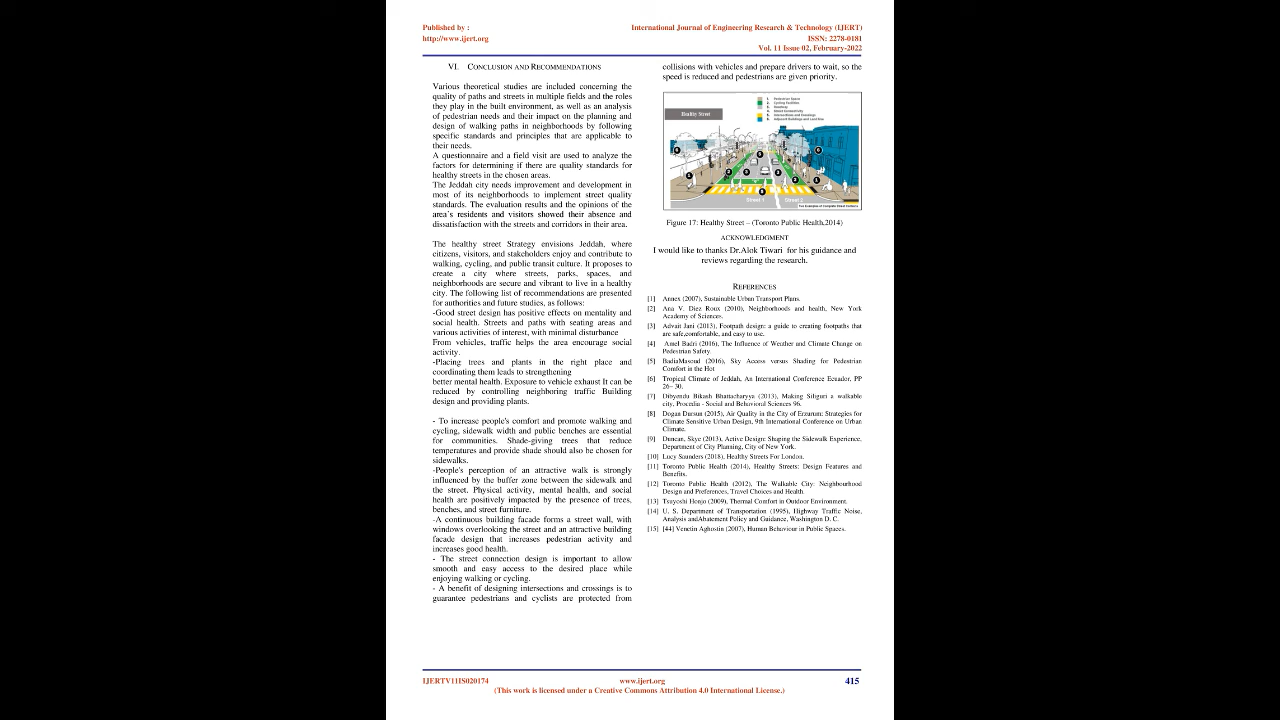 Published by :
http://www.ijert.org
International Journal of Engineering Research & Technology (IJERT)
ISSN: 2278-0181
Vol. 11 Issue 02, February-2022
VI. CONCLUSION AND RECOMMENDATIONS
Various theoretical studies are included concerning the
quality of paths and streets in multiple fields and the roles
they play in the built environment, as well as an analysis
of pedestrian needs and their impact on the planning and
design of walking paths in neighborhoods by following
specific standards and principles that are applicable to
their needs.
A questionnaire and a field visit are used to analyze the
factors for determining if there are quality standards for
healthy streets in the chosen areas.
The Jeddah city needs improvement and development in
most of its neighborhoods to implement street quality
standards. The evaluation results and the opinions of the
area's residents and visitors showed their absence and
dissatisfaction with the streets and corridors in their area.
The healthy street Strategy envisions Jeddah, where
citizens, visitors, and stakeholders enjoy and contribute to
walking, cycling, and public transit culture. It proposes to
create a city where streets, parks, spaces, and
neighborhoods are secure and vibrant to live in a healthy
city. The following list of recommendations are presented
for authorities and future studies, as follows:
-Good street design has positive effects on mentality and
social health. Streets and paths with seating areas and
various activities of interest, with minimal disturbance
From vehicles, traffic helps the area encourage social
activity.
-Placing trees and plants in the right place and
coordinating them leads to strengthening
better mental health. Exposure to vehicle exhaust It can be
reduced by controlling neighboring traffic Building
design and providing plants.
- To increase people's comfort and promote walking and
cycling, sidewalk width and public benches are essential
for communities. Shade-giving trees that reduce
temperatures and provide shade should also be chosen for
sidewalks.
-People's perception of an attractive walk is strongly
influenced by the buffer zone between the sidewalk and
the street. Physical activity, mental health, and social
health are positively impacted by the presence of trees,
benches, and street furniture.
-A continuous building facade forms a street wall, with
windows overlooking the street and an attractive building
facade design that increases pedestrian activity and
increases good health.
- The street connection design is important to allow
smooth and easy access to the desired place while
enjoying walking or cycling.
- A benefit of designing intersections and crossings is to
guarantee pedestrians and cyclists are protected from
collisions with vehicles and prepare drivers to wait, so the
speed is reduced and pedestrians are given priority.
Healthy Street
1. Pedestrian Space
2. Cycling Facilities
3. Roadway
4. Street Connectivity
5. Intersections and Crossings
6. Adjacent Buildings and Land Use
Street 1
Street 2
Figure 17: Healthy Street – (Toronto Public Health,2014)
ACKNOWLEDGMENT
I would like to thanks Dr.Alok Tiwari for his guidance and
reviews regarding the research.
REFERENCES
[1] Annex (2007), Sustainable Urban Transport Plans.
[2] Ana V. Diez Roux (2010), Neighborhoods and health, New York
Academy of Sciences.
[3] Advait Jani (2013), Footpath design: a guide to creating footpaths that
are safe,comfortable, and easy to use.
[4] Amel Badri (2016), The Influence of Weather and Climate Change on
Pedestrian Safety.
[5] BadiaMasoud (2016), Sky Access versus Shading for Pedestrian
Comfort in the Hot
[6] Tropical Climate of Jeddah, An International Conference Ecuador, PP
26– 30.
[7] Dibyendu Bikash Bhattacharyya (2013), Making Siliguri a walkable
city, Procedia - Social and Behavioral Sciences 96.
[8] Dogan Dursun (2015), Air Quality in the City of Erzurum: Strategies for
Climate Sensitive Urban Design, 9th International Conference on Urban
Climate.
[9] Duncan, Skye (2013), Active Design: Shaping the Sidewalk Experience,
Department of City Planning, City of New York.
[10] Lucy Saunders (2018), Healthy Streets For London.
[11] Toronto Public Health (2014), Healthy Streets: Design Features and
Benefits.
[12] Toronto Public Health (2012), The Walkable City: Neighbourhood
Design and Preferences, Travel Choices and Health.
[13] Tsuyoshi Honjo (2009), Thermal Comfort in Outdoor Environment.
[14] U. S. Department of Transportation (1995), Highway Traffic Noise,
Analysis andAbatement Policy and Guidance, Washington D. C.
[15] [44] Venetin Aghostin (2007), Human Behaviour in Public Spaces.
IJERTV11IS020174
www.ijert.org
415
(This work is licensed under a Creative Commons Attribution 4.0 International License.)